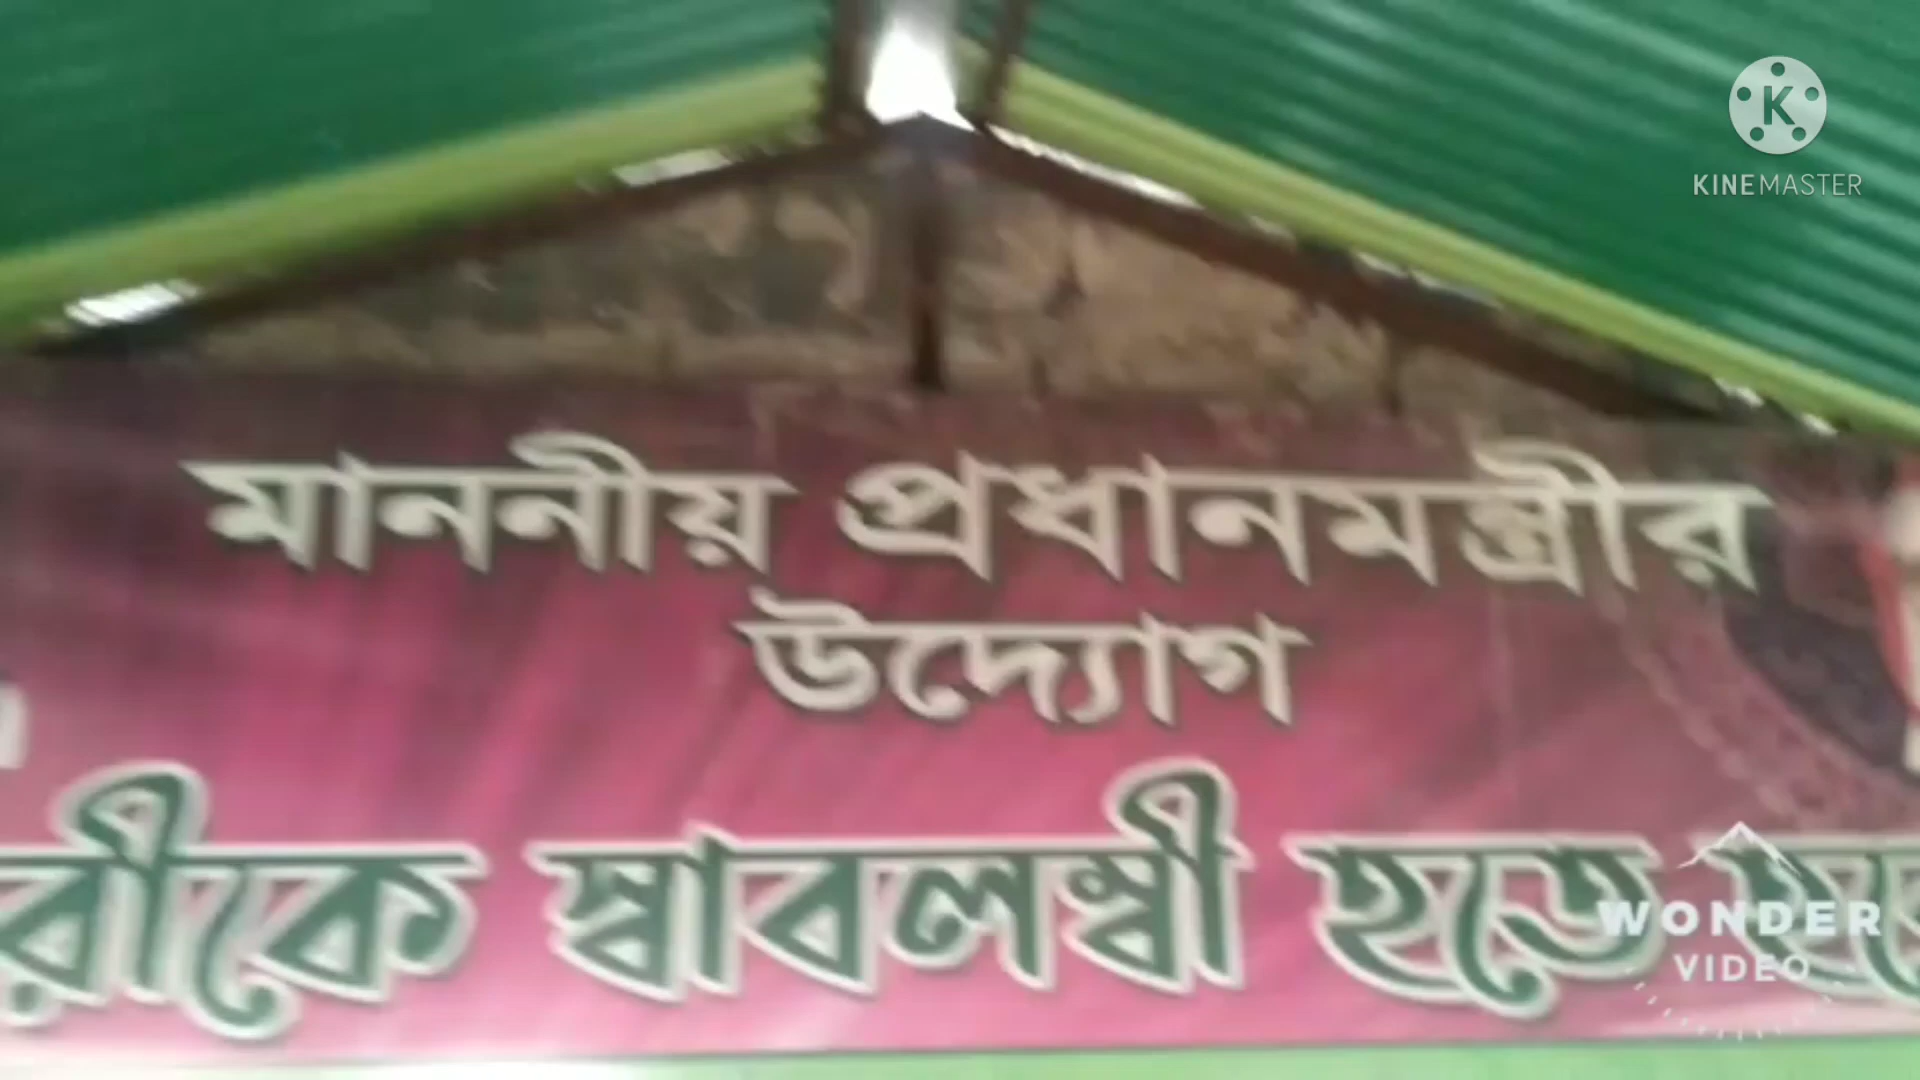 KINEMASTER
মাননীয় প্রধানমন্ত্রীর
উদ্যোগ
স্বাবলম্বী হতে
WONDER
VIDEO